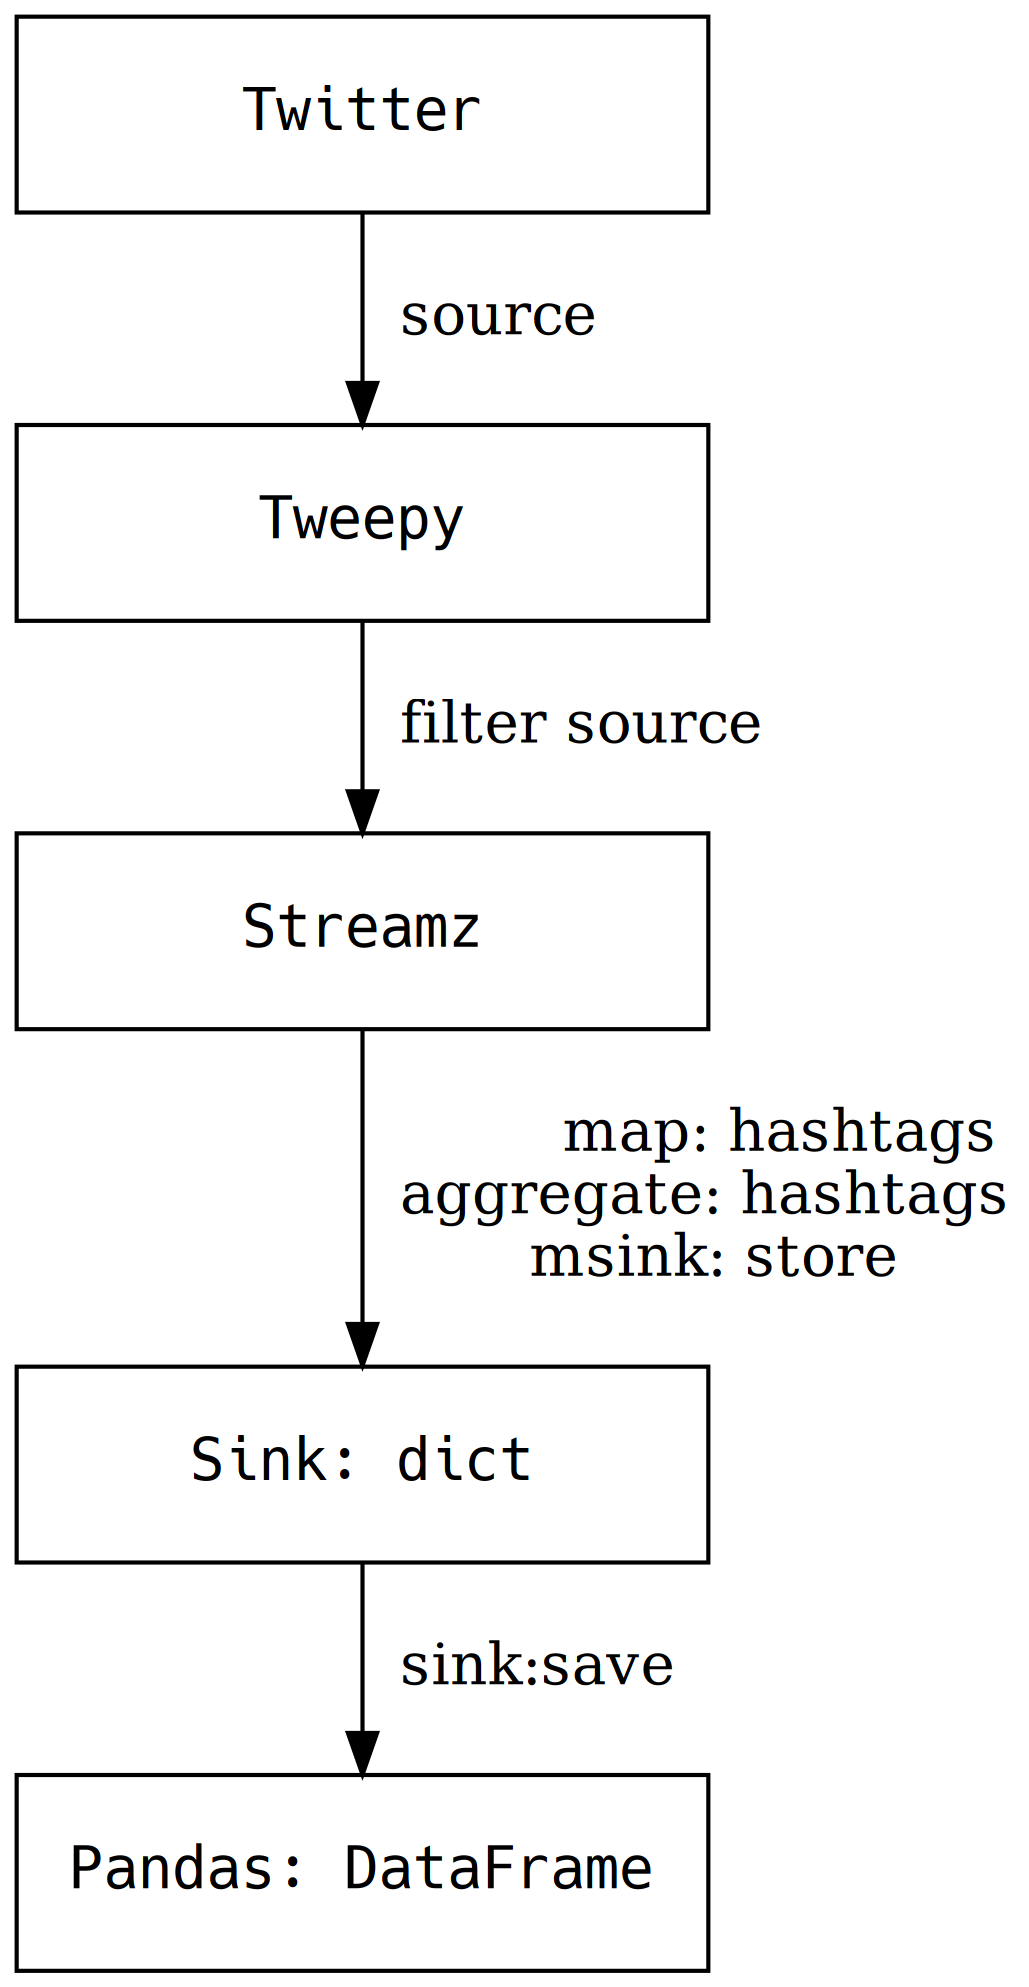 Twitter
source
Tweepy
filter source
Streamz
map: hashtags
aggregate: hashtags
msink: store
Sink: dict
sink:save
Pandas: DataFrame